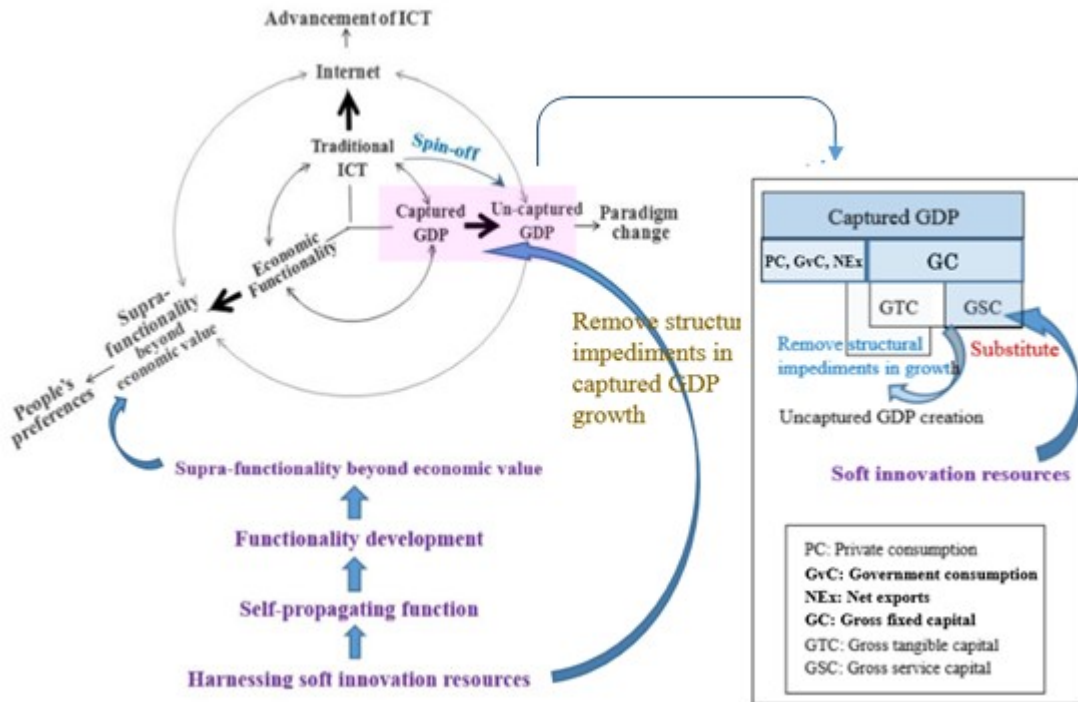 Advancement of ICT
Internet
Traditional
ICT
Spin-off
Captured
GDP
Un-captured
GDP
Paradigm
change
Economic
Functionality
Supra-
functionality
beyond
economic value
People's
preferences
Remove structur
impediments in
captured GDP
growth
Supra-functionality beyond economic value
Functionality development
Self-propagating function
Harnessing soft innovation resources
Captured GDP
PC, GvC, NEx
GC
GTC
GSC
Remove structural
impediments in growth
Substitute
Uncaptured GDP creation
Soft innovation resources
PC: Private consumption
GvC: Government consumption
NEx: Net exports
GC: Gross fixed capital
GTC: Gross tangible capital
GSC: Gross service capital